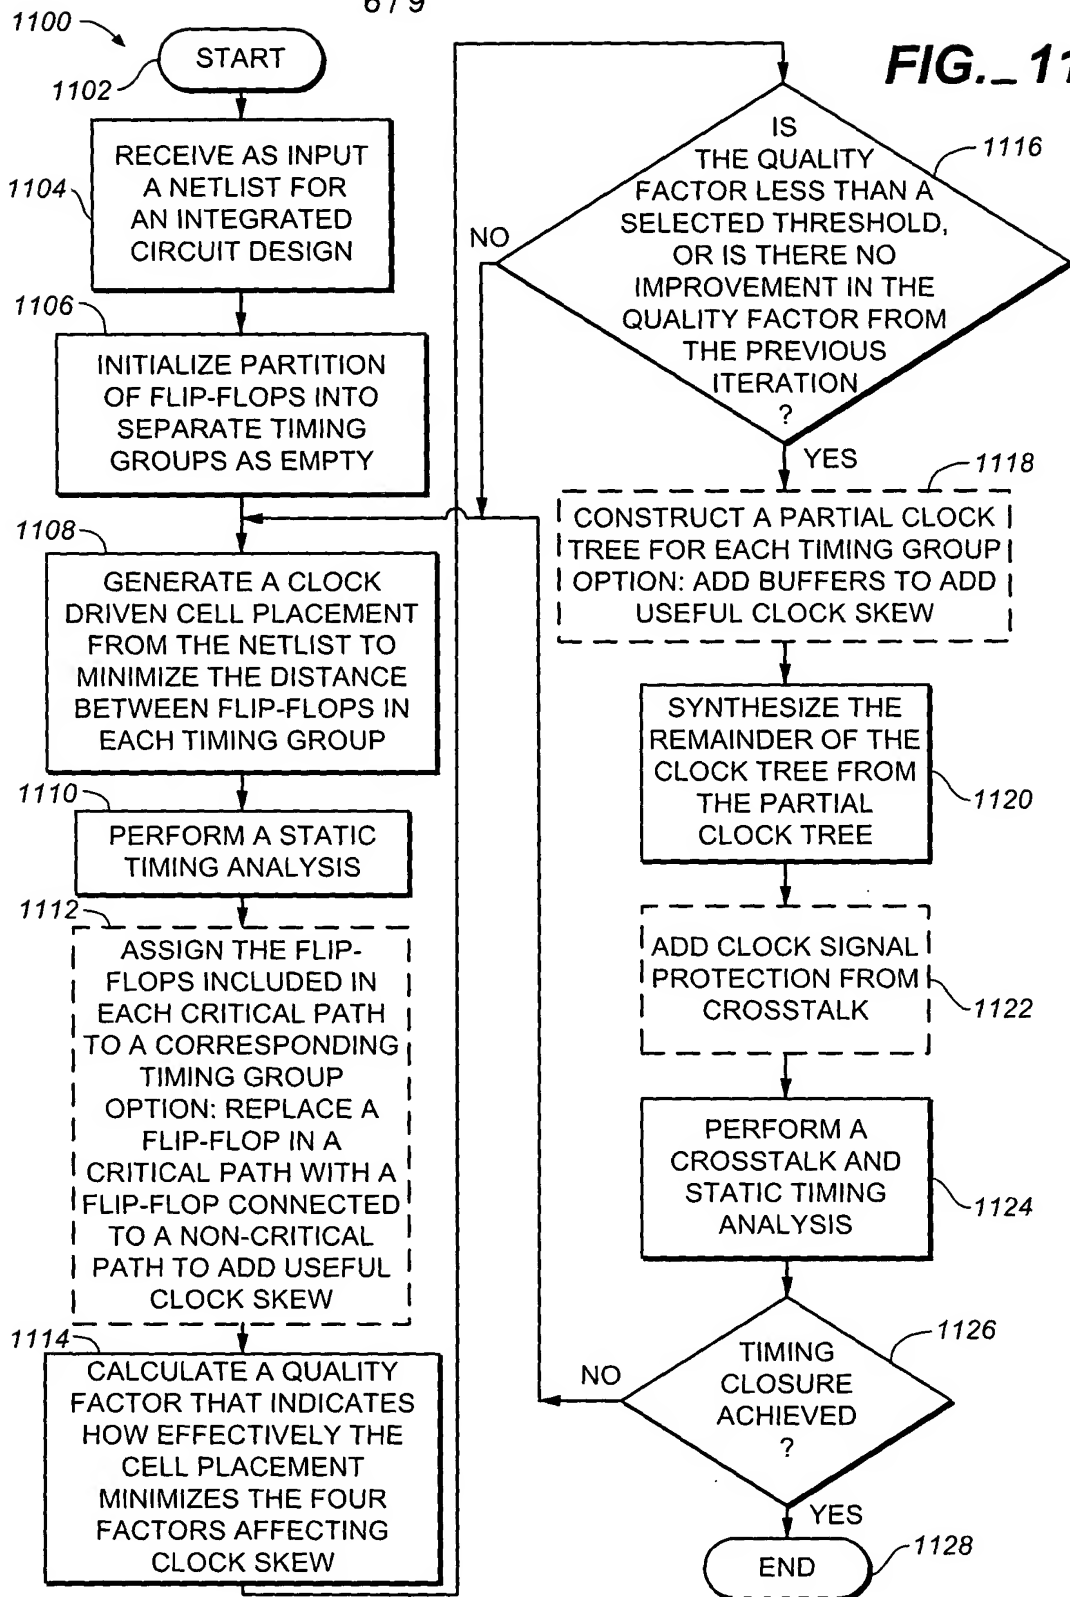 6 / 9
FIG._11
1100
START
1102
RECEIVE AS INPUT
A NETLIST FOR
AN INTEGRATED
CIRCUIT DESIGN
1104
1106
INITIALIZE PARTITION
OF FLIP-FLOPS INTO
SEPARATE TIMING
GROUPS AS EMPTY
1108
GENERATE A CLOCK
DRIVEN CELL PLACEMENT
FROM THE NETLIST TO
MINIMIZE THE DISTANCE
BETWEEN FLIP-FLOPS IN
EACH TIMING GROUP
1110
PERFORM A STATIC
TIMING ANALYSIS
1112
ASSIGN THE FLIP-
FLOPS INCLUDED IN
EACH CRITICAL PATH
TO A CORRESPONDING
TIMING GROUP
OPTION: REPLACE A
FLIP-FLOP IN A
CRITICAL PATH WITH A
FLIP-FLOP CONNECTED
TO A NON-CRITICAL
PATH TO ADD USEFUL
CLOCK SKEW
1114
CALCULATE A QUALITY
FACTOR THAT INDICATES
HOW EFFECTIVELY THE
CELL PLACEMENT
MINIMIZES THE FOUR
FACTORS AFFECTING
CLOCK SKEW
IS
THE QUALITY
FACTOR LESS THAN A
SELECTED THRESHOLD,
OR IS THERE NO
IMPROVEMENT IN THE
QUALITY FACTOR FROM
THE PREVIOUS
ITERATION
?
1116
NO
YES
1118
CONSTRUCT A PARTIAL CLOCK
TREE FOR EACH TIMING GROUP
OPTION: ADD BUFFERS TO ADD
USEFUL CLOCK SKEW
SYNTHESIZE THE
REMAINDER OF THE
CLOCK TREE FROM
THE PARTIAL
CLOCK TREE
1120
ADD CLOCK SIGNAL
PROTECTION FROM
CROSSTALK
1122
PERFORM A
CROSSTALK AND
STATIC TIMING
ANALYSIS
1124
TIMING
CLOSURE
ACHIEVED
?
1126
NO
YES
END
1128